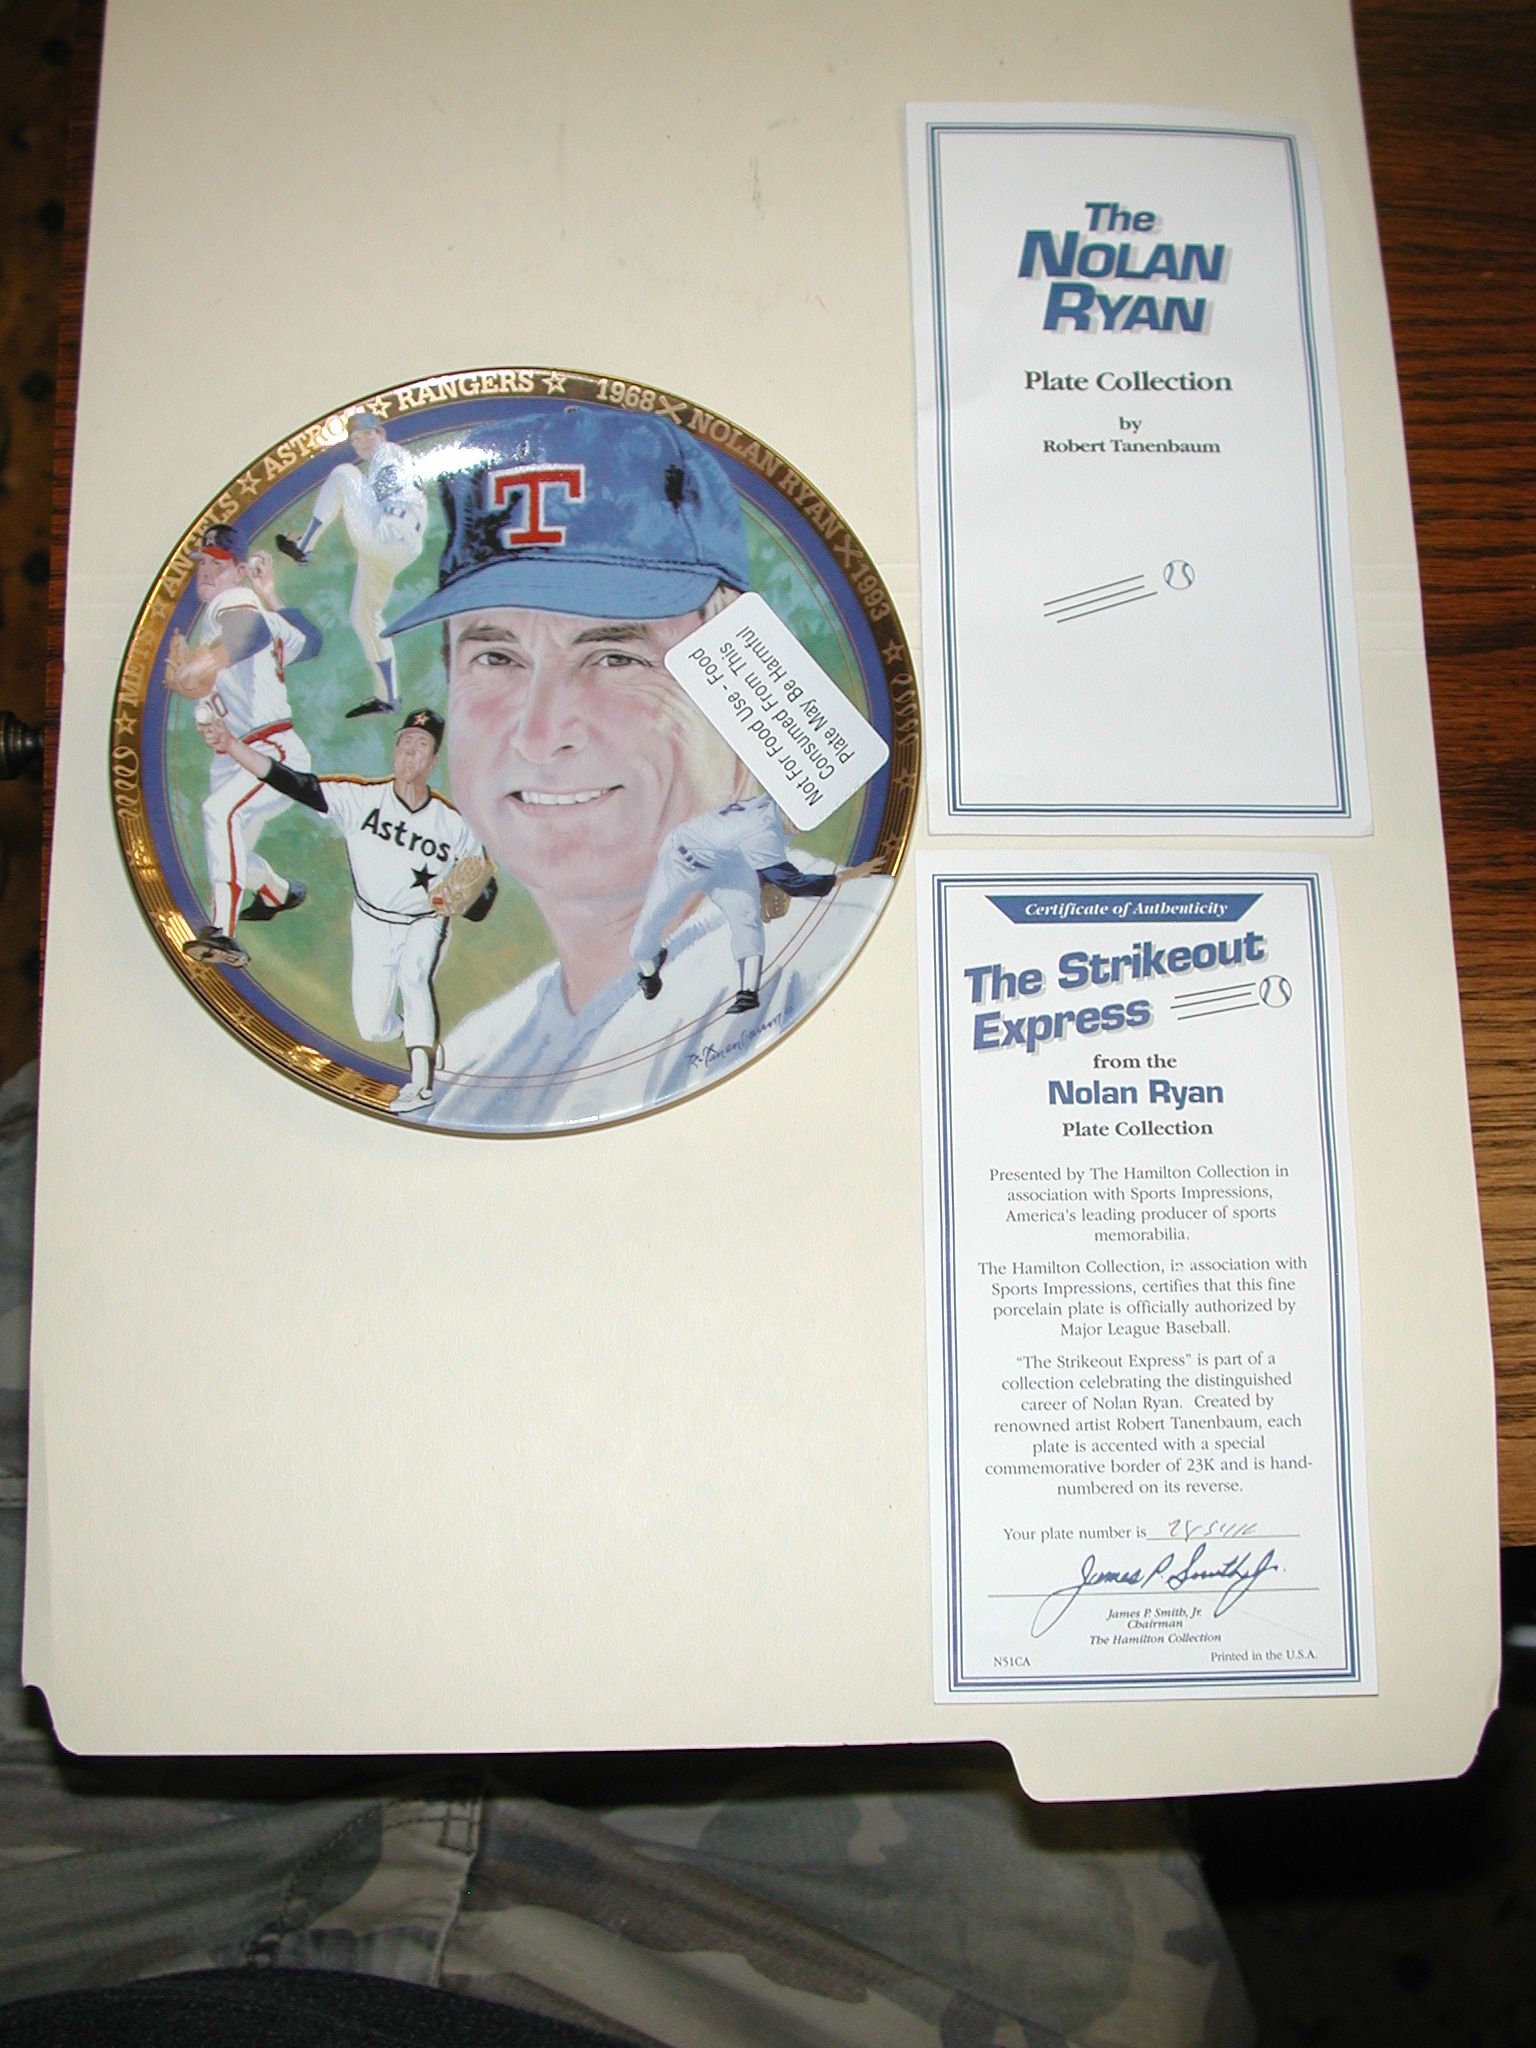 METS ☆ ANGELS ☆ ASTROS ☆ RANGERS ☆ 1968 NOLAN RYAN 1993
T
Astros
Not For Food Use - Food
Consumed From This
Plate May Be Harmful
R. Tanenbaum
The
NOLAN
RYAN
Plate Collection
by
Robert Tanenbaum
Certificate of Authenticity
The Strikeout
Express
from the
Nolan Ryan
Plate Collection
Presented by The Hamilton Collection in
association with Sports Impressions,
America's leading producer of sports
memorabilia.
The Hamilton Collection, in association with
Sports Impressions, certifies that this fine
porcelain plate is officially authorized by
Major League Baseball.
"The Strikeout Express" is part of a
collection celebrating the distinguished
career of Nolan Ryan. Created by
renowned artist Robert Tanenbaum, each
plate is accented with a special
commemorative border of 23K and is hand-
numbered on its reverse.
Your plate number is
James P. Smith Jr.
James P. Smith, Jr.
Chairman
The Hamilton Collection
N51CA
Printed in the U.S.A.